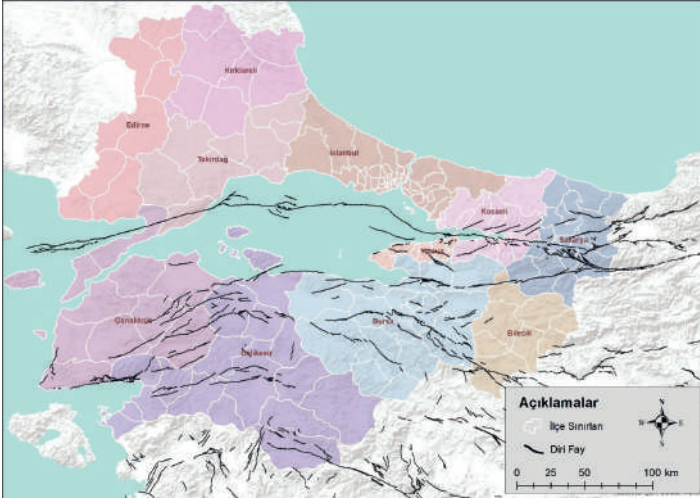 Kırklareli
Edirne
Tekirdağ
İstanbul
Kocaeli
Sakarya
Yalova
Çanakkale
Balıkesir
Bursa
Bilecik
Açıklamalar
İlçe Sınırları
Diri Fay
N
W
E
S
0 25 50 100 km